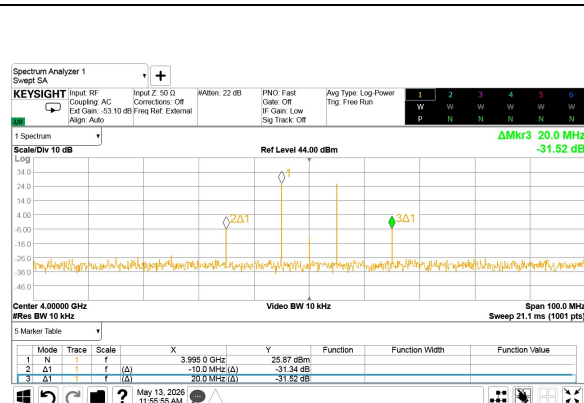 Spectrum Analyzer 1
Swept SA
+
KEYSIGHT Input: RF Input Z: 50 Ω #Atten: 22 dB PNO: Fast Avg Type: Log-Power 1 2 3 4 5 6
Coupling: AC Corrections: Off Gate: Off Trig: Free Run W W W W W W
Ext Gain: -53.10 dB Freq Ref: External IF Gain: Low P N N N N N
Align: Auto Sig Track: Off
1 Spectrum ΔMkr3 20.0 MHz
Scale/Div 10 dB Ref Level 44.00 dBm -31.52 dB
Log
34.0
24.0
14.0
4.00
-6.00
-16.0
-26.0
-36.0
-46.0
1
2Δ1
3Δ1
Center 4.00000 GHz Video BW 10 kHz Span 100.0 MHz
#Res BW 10 kHz Sweep 21.1 ms (1001 pts)
5 Marker Table
Mode Trace Scale X Y Function Function Width Function Value
1 N 1 f 3.995 0 GHz 25.87 dBm
2 Δ1 1 f (Δ) -10.0 MHz (Δ) -31.34 dB
3 Δ1 1 f (Δ) 20.0 MHz (Δ) -31.52 dB
? May 13, 2026
11:55:55 AM